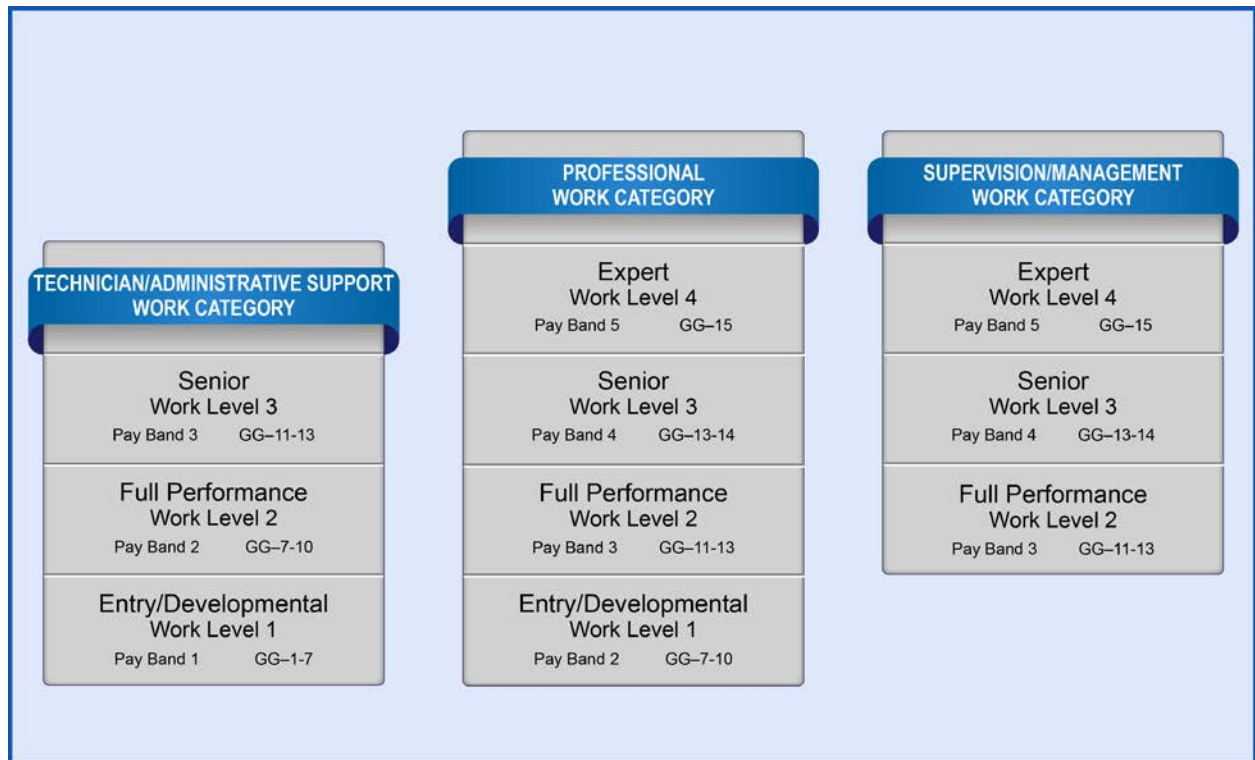 TECHNICIAN/ADMINISTRATIVE SUPPORT
WORK CATEGORY
Senior
Work Level 3
Pay Band 3 GG–11-13
Full Performance
Work Level 2
Pay Band 2 GG–7-10
Entry/Developmental
Work Level 1
Pay Band 1 GG–1-7
PROFESSIONAL
WORK CATEGORY
Expert
Work Level 4
Pay Band 5 GG–15
Senior
Work Level 3
Pay Band 4 GG–13-14
Full Performance
Work Level 2
Pay Band 3 GG–11-13
Entry/Developmental
Work Level 1
Pay Band 2 GG–7-10
SUPERVISION/MANAGEMENT
WORK CATEGORY
Expert
Work Level 4
Pay Band 5 GG–15
Senior
Work Level 3
Pay Band 4 GG–13-14
Full Performance
Work Level 2
Pay Band 3 GG–11-13